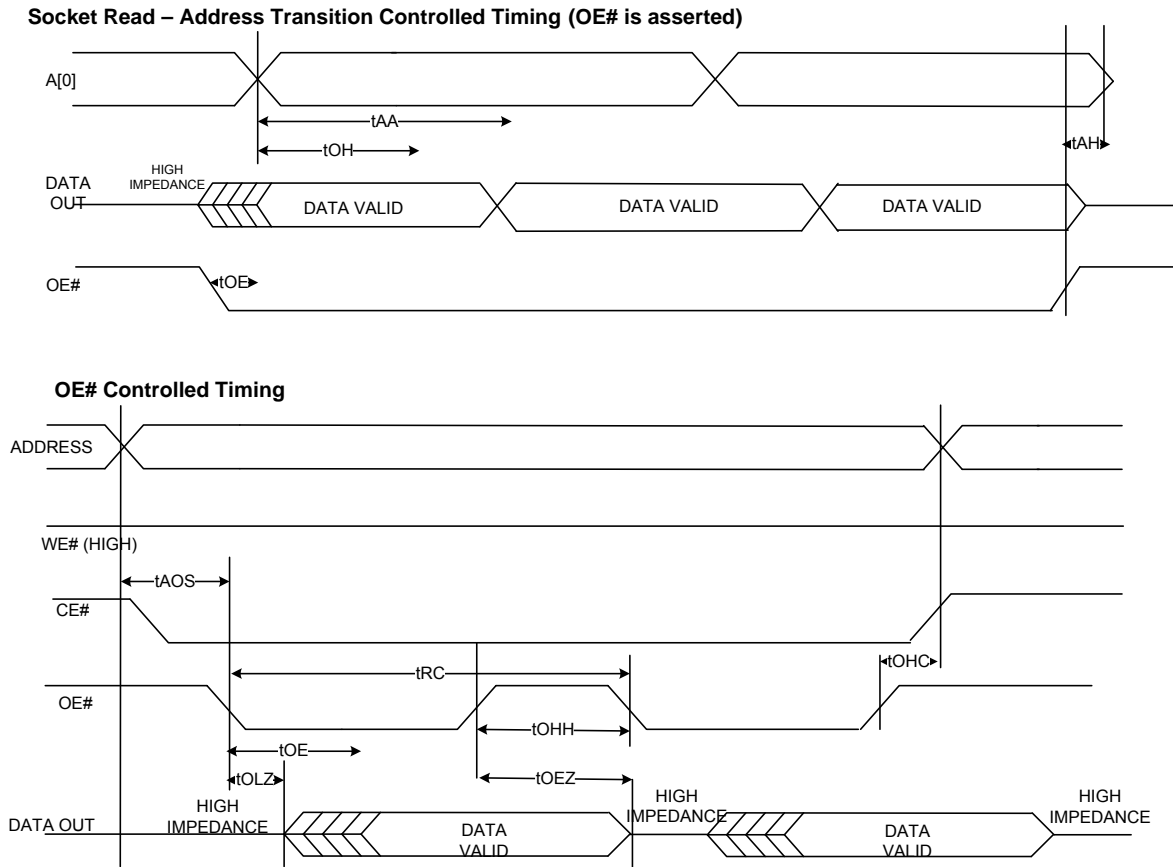 Socket Read – Address Transition Controlled Timing (OE# is asserted)
A[0]
tAA
tOH
tAH
HIGH
IMPEDANCE
DATA
OUT
DATA VALID
DATA VALID
DATA VALID
OE#
tOE
OE# Controlled Timing
ADDRESS
WE# (HIGH)
tAOS
CE#
tOHC
tRC
OE#
tOHH
tOE
tOLZ
tOEZ
HIGH
IMPEDANCE
HIGH
IMPEDANCE
HIGH
IMPEDANCE
DATA OUT
DATA
VALID
DATA
VALID